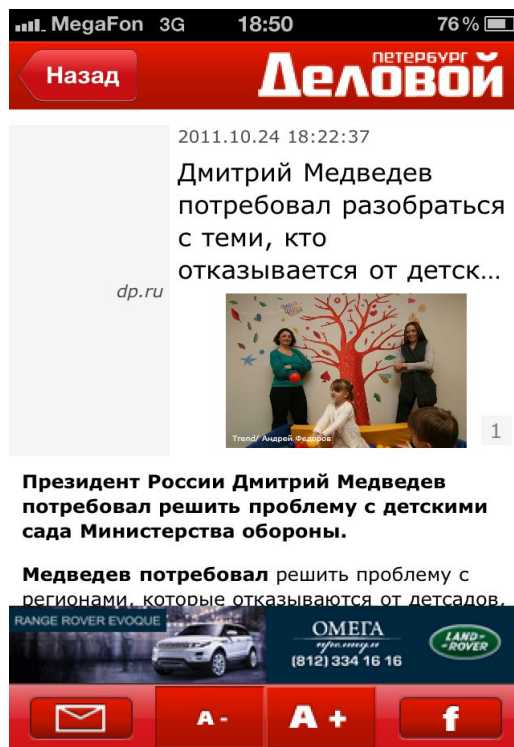 MegaFon 3G 18:50 76%
Назад
Деловой
ПЕТЕРБУРГ
2011.10.24 18:22:37
Дмитрий Медведев
потребовал разобраться
с теми, кто
отказывается от детск...
dp.ru
Trend/ Андрей Федоров
1
Президент России Дмитрий Медведев
потребовал решить проблему с детскими
сада Министерства обороны.
Медведев потребовал решить проблему с
регионами, которые отказываются от детсадов,
RANGE ROVER EVOQUE
ОМЕГА
премиум
(812) 334 16 16
LAND-
-ROVER
A -
A +
f